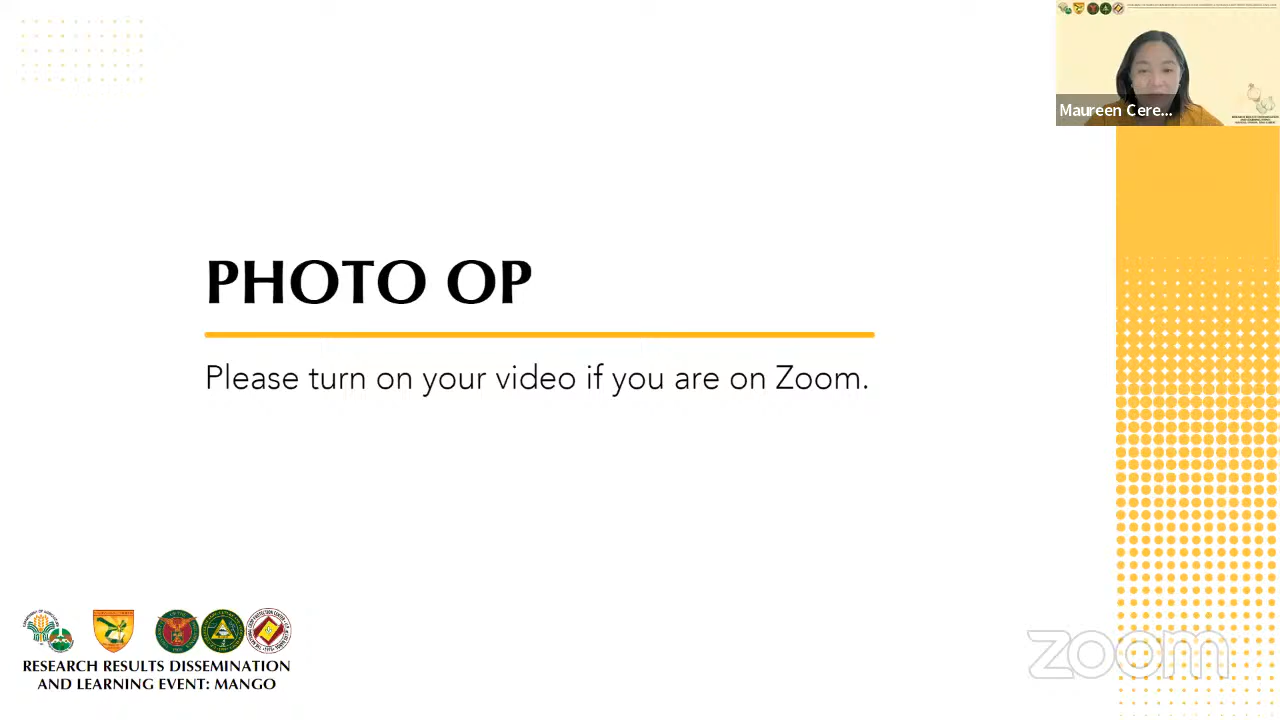 Maureen Cere...
PHOTO OP
Please turn on your video if you are on Zoom.
RESEARCH RESULTS DISSEMINATION
AND LEARNING EVENT: MANGO
zoom